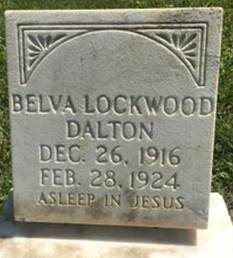 BELVA LOCKWOOD
DALTON
DEC. 26, 1916
FEB. 28, 1924
ASLEEP IN JESUS